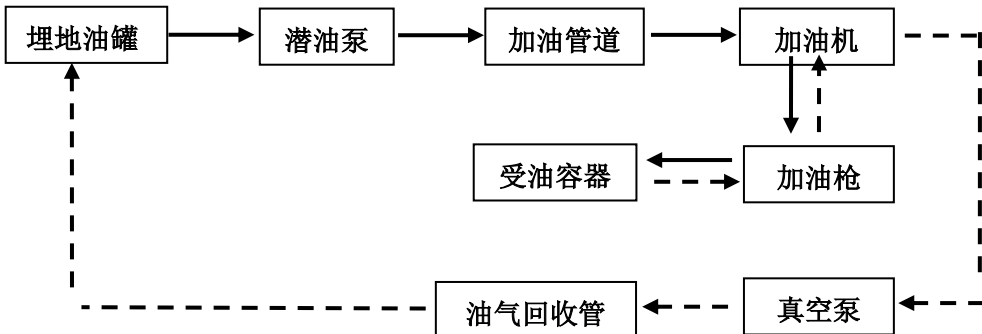 埋地油罐
潜油泵
加油管道
加油机
受油容器
加油枪
油气回收管
真空泵